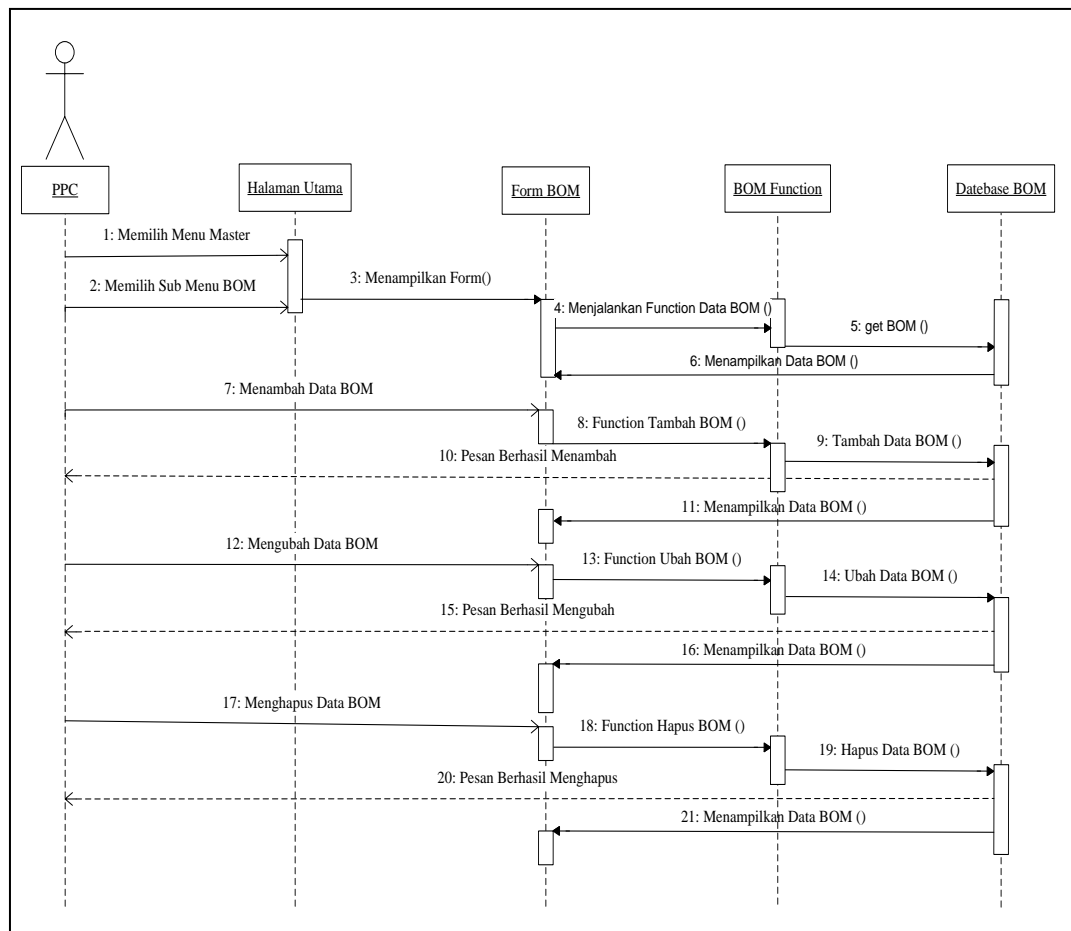 PPC
Halaman Utama
Form BOM
BOM Function
Datebase BOM
1: Memilih Menu Master
2: Memilih Sub Menu BOM
3: Menampilkan Form()
4: Menjalankan Function Data BOM ()
5: get BOM ()
6: Menampilkan Data BOM ()
7: Menambah Data BOM
8: Function Tambah BOM ()
9: Tambah Data BOM ()
10: Pesan Berhasil Menambah
11: Menampilkan Data BOM ()
12: Mengubah Data BOM
13: Function Ubah BOM ()
14: Ubah Data BOM ()
15: Pesan Berhasil Mengubah
16: Menampilkan Data BOM ()
17: Menghapus Data BOM
18: Function Hapus BOM ()
19: Hapus Data BOM ()
20: Pesan Berhasil Menghapus
21: Menampilkan Data BOM ()